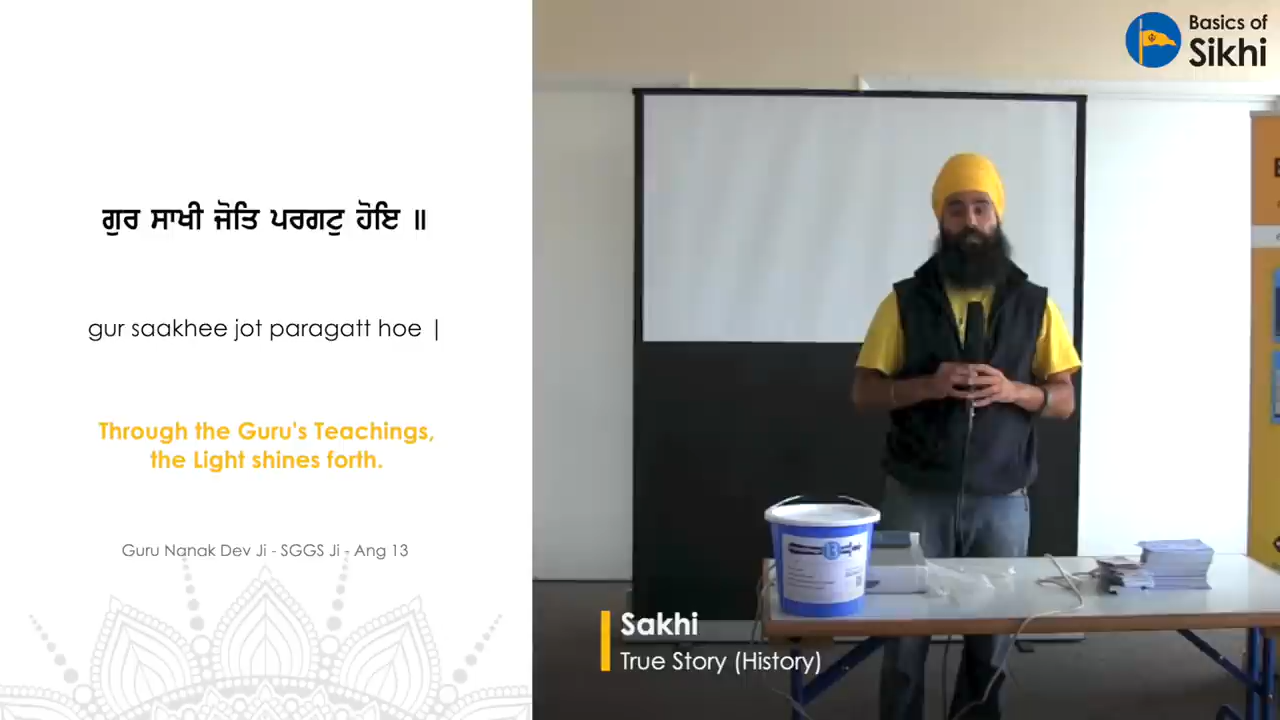 ਗੁਰ ਸਾਖੀ ਜੋਤਿ ਪਰਗਟੁ ਹੋਇ ॥
gur saakhee jot paragatt hoe |
Through the Guru's Teachings,
the Light shines forth.
Guru Nanak Dev Ji - SGGS Ji - Ang 13
Basics of
Sikhi
Sakhi
True Story (History)